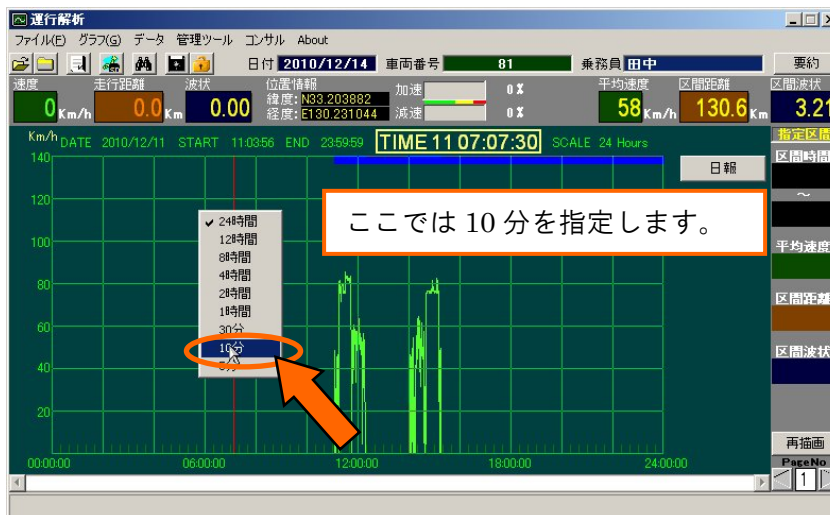 運行解析
ファイル(F) グラフ(G) データ 管理ツール コンサル About
日付 2010/12/14 車両番号 81 乗務員 田中 要約
速度 走行距離 波状 位置情報 加速 0% 平均速度 区間距離 区間波状
0 Km/h 0.0 Km 0.00 緯度: N33.203882 経度: E130.231044 減速 0% 58 Km/h 130.6 Km 3.21
Km/h DATE 2010/12/11 START 11:03:56 END 23:59:59 TIME 11 07:07:30 SCALE 24 Hours
指定区間
区間時間
日報
～
平均速度
区間距離
区間波状
140
120
100
80
60
40
20
ここでは 10 分を指定します。
24時間
12時間
8時間
4時間
2時間
1時間
30分
10分
00:00:00 06:00:00 12:00:00 18:00:00 24:00:00
再描画
PageNo
1